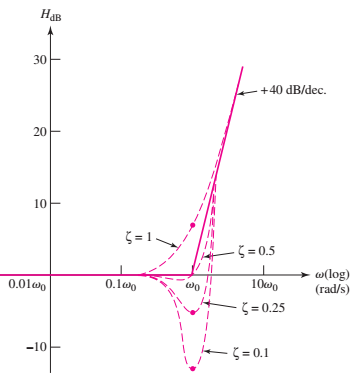 H_dB
30
+40 dB/dec.
20
10
ζ = 1
ζ = 0.5
0.01ω₀
0.1ω₀
ω₀
10ω₀
ω(log)
(rad/s)
ζ = 0.25
–10
ζ = 0.1